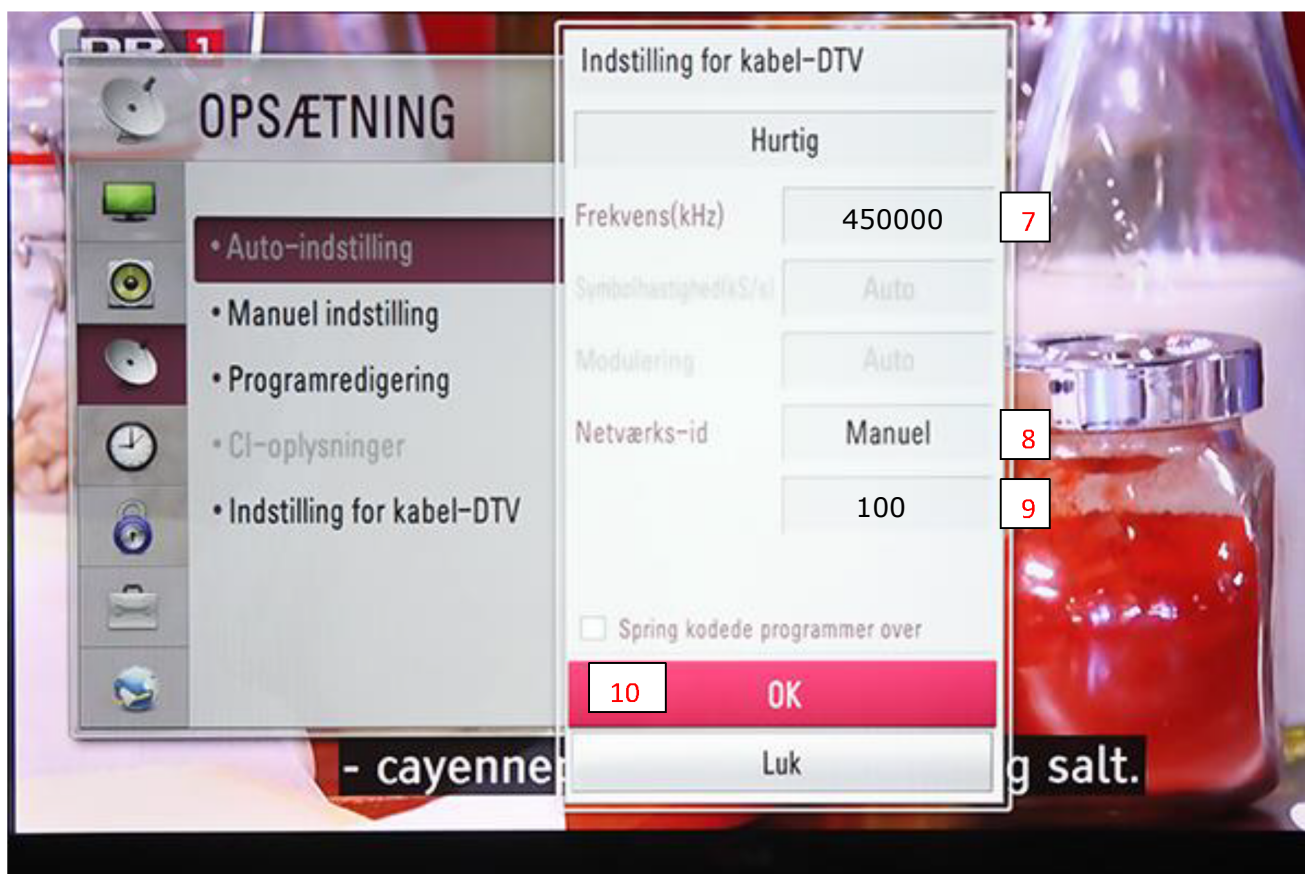 DR 1
OPSÆTNING
• Auto-indstilling
• Manuel indstilling
• Programredigering
• CI-oplysninger
• Indstilling for kabel-DTV
Indstilling for kabel-DTV
Hurtig
Frekvens(kHz) 450000 7
Symbolhastighed(kS/s) Auto
Modulering Auto
Netværks-id Manuel 8
100 9
Spring kodede programmer over
10 OK
Luk
- cayenne g salt.